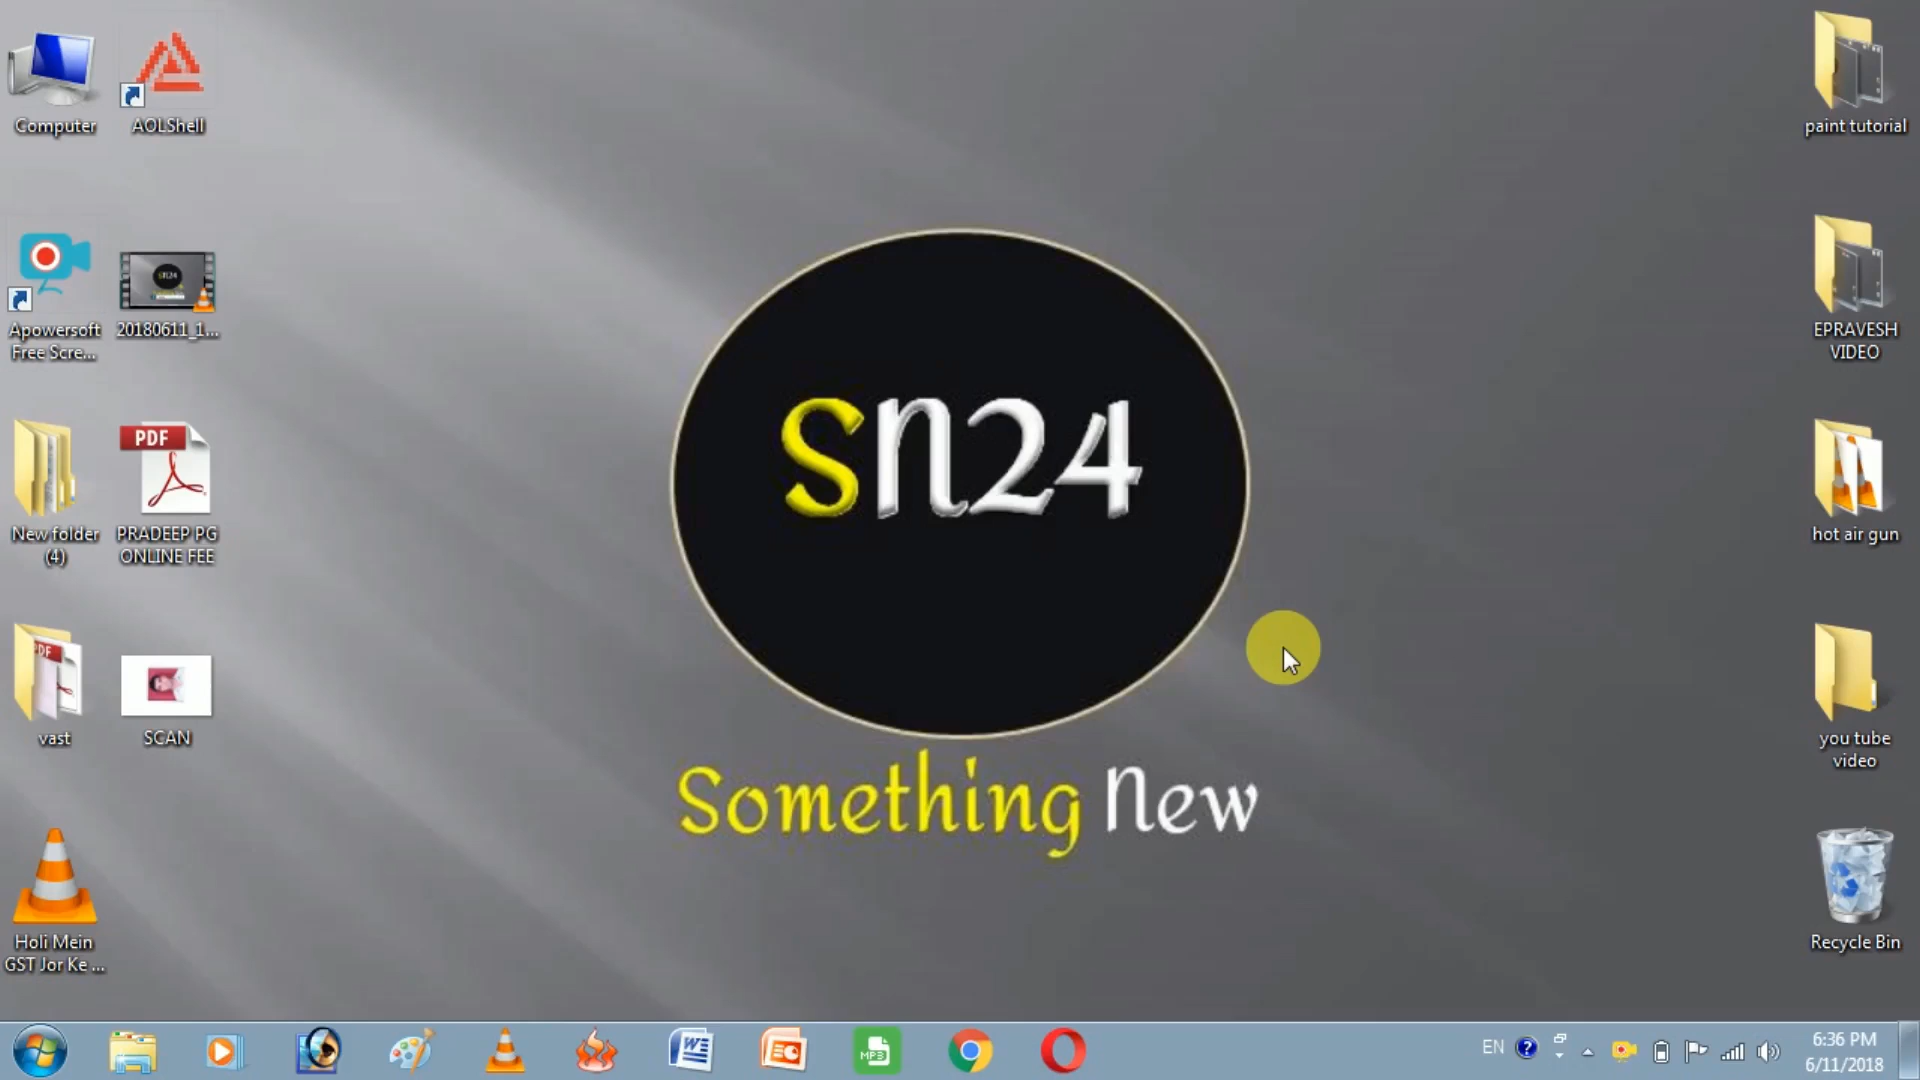 Computer
AOLShell
paint tutorial
Apowersoft
Free Scre...
20180611_1...
EPRAVESH
VIDEO
sn24
PDF
New folder
(4)
PRADEEP PG
ONLINE FEE
hot air gun
PDF
vast
SCAN
you tube
video
Something New
Holi Mein
GST Jor Ke ...
Recycle Bin
MP3
EN
6:36 PM
6/11/2018